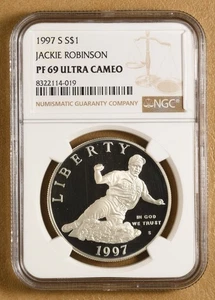 1997 S S$1
JACKIE ROBINSON
PF 69 ULTRA CAMEO
8322114-019
NUMISMATIC GUARANTY COMPANY
NGC
LIBERTY
IN GOD
WE TRUST
S
1997